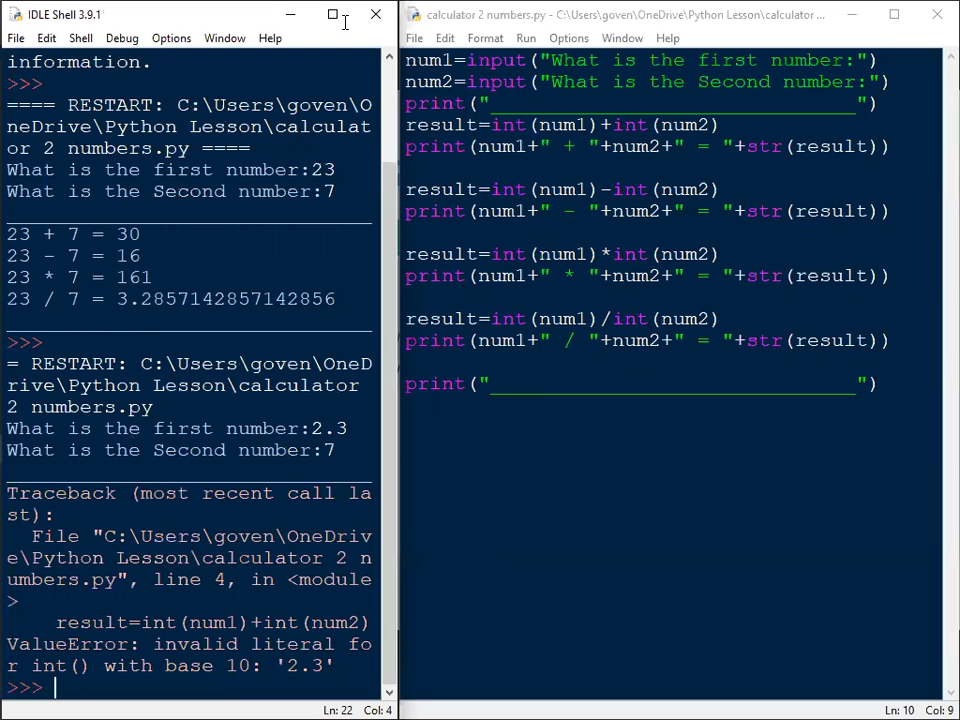 IDLE Shell 3.9.1
File Edit Shell Debug Options Window Help
information.
>>>
==== RESTART: C:\Users\goven\O
neDrive\Python Lesson\calculat
or 2 numbers.py ====
What is the first number:23
What is the Second number:7
______________________________
23 + 7 = 30
23 - 7 = 16
23 * 7 = 161
23 / 7 = 3.2857142857142856
______________________________
>>>
= RESTART: C:\Users\goven\OneD
rive\Python Lesson\calculator 
2 numbers.py
What is the first number:2.3
What is the Second number:7
______________________________
Traceback (most recent call la
st):
  File "C:\Users\goven\OneDriv
e\Python Lesson\calculator 2 n
umbers.py", line 4, in <module
>
    result=int(num1)+int(num2)
ValueError: invalid literal fo
r int() with base 10: '2.3'
>>>
Ln: 22 Col: 4
calculator 2 numbers.py - C:\Users\goven\OneDrive\Python Lesson\calculator ...
File Edit Format Run Options Window Help
num1=input("What is the first number:")
num2=input("What is the Second number:")
print("______________________________")
result=int(num1)+int(num2)
print(num1+" + "+num2+" = "+str(result))
result=int(num1)-int(num2)
print(num1+" - "+num2+" = "+str(result))
result=int(num1)*int(num2)
print(num1+" * "+num2+" = "+str(result))
result=int(num1)/int(num2)
print(num1+" / "+num2+" = "+str(result))
print("______________________________")
Ln: 10 Col: 9